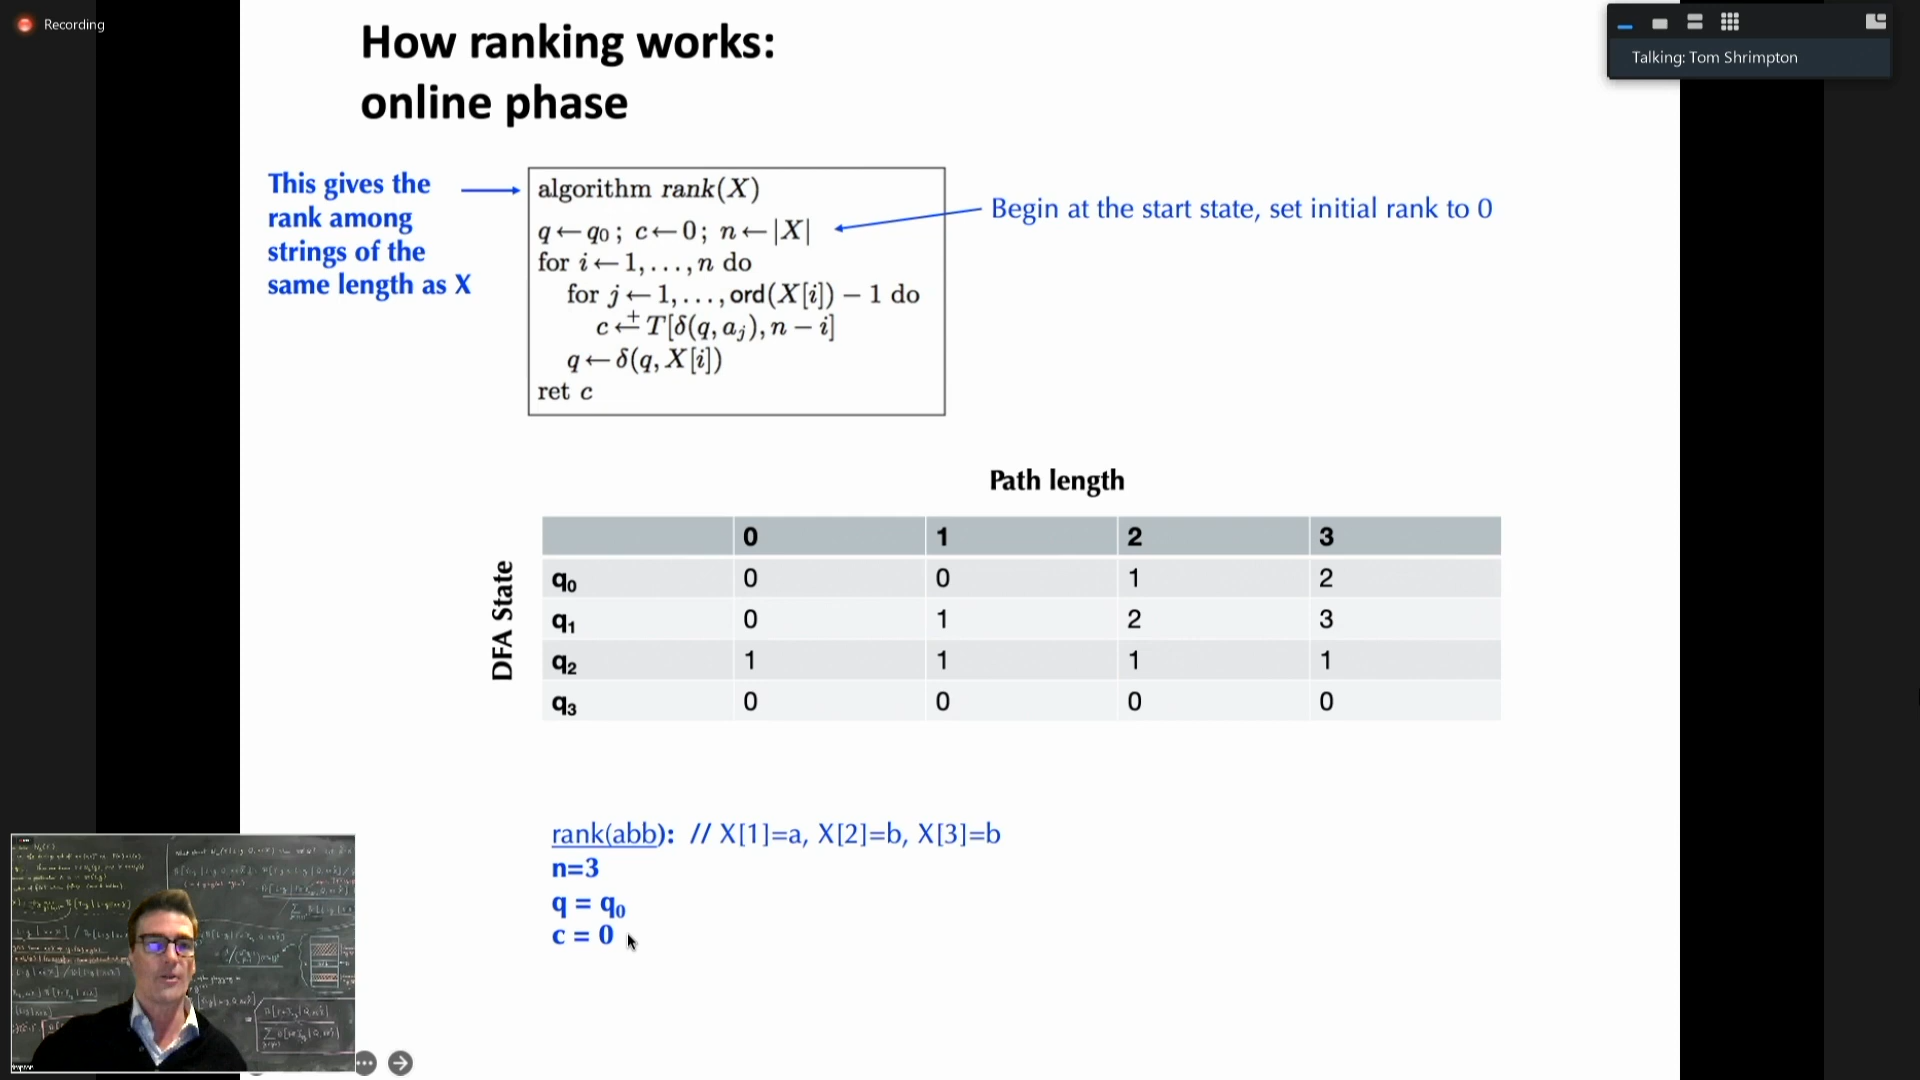 Recording
Talking: Tom Shrimpton
How ranking works:
online phase
This gives the
rank among
strings of the
same length as X
algorithm rank(X)
q←q₀; c←0; n←|X|
for i←1,...,n do
for j←1,...,ord(X[i]) − 1 do
c ←⁺ T[δ(q, aⱼ), n − i]
q←δ(q, X[i])
ret c
Begin at the start state, set initial rank to 0
Path length
DFA State
0 1 2 3
q₀ 0 0 1 2
q₁ 0 1 2 3
q₂ 1 1 1 1
q₃ 0 0 0 0
rank(abb): // X[1]=a, X[2]=b, X[3]=b
n=3
q = q₀
c = 0